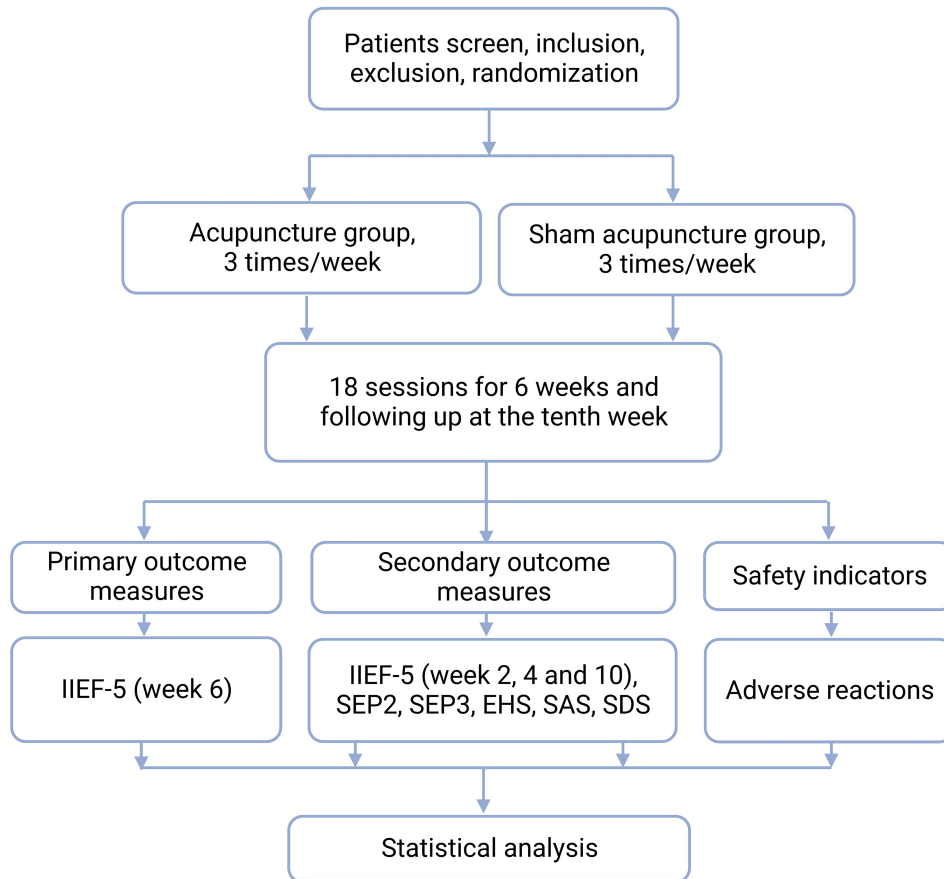 Patients screen, inclusion,
exclusion, randomization
Acupuncture group,
3 times/week
Sham acupuncture group,
3 times/week
18 sessions for 6 weeks and
following up at the tenth week
Primary outcome
measures
Secondary outcome
measures
Safety indicators
IIEF-5 (week 6)
IIEF-5 (week 2, 4 and 10),
SEP2, SEP3, EHS, SAS, SDS
Adverse reactions
Statistical analysis